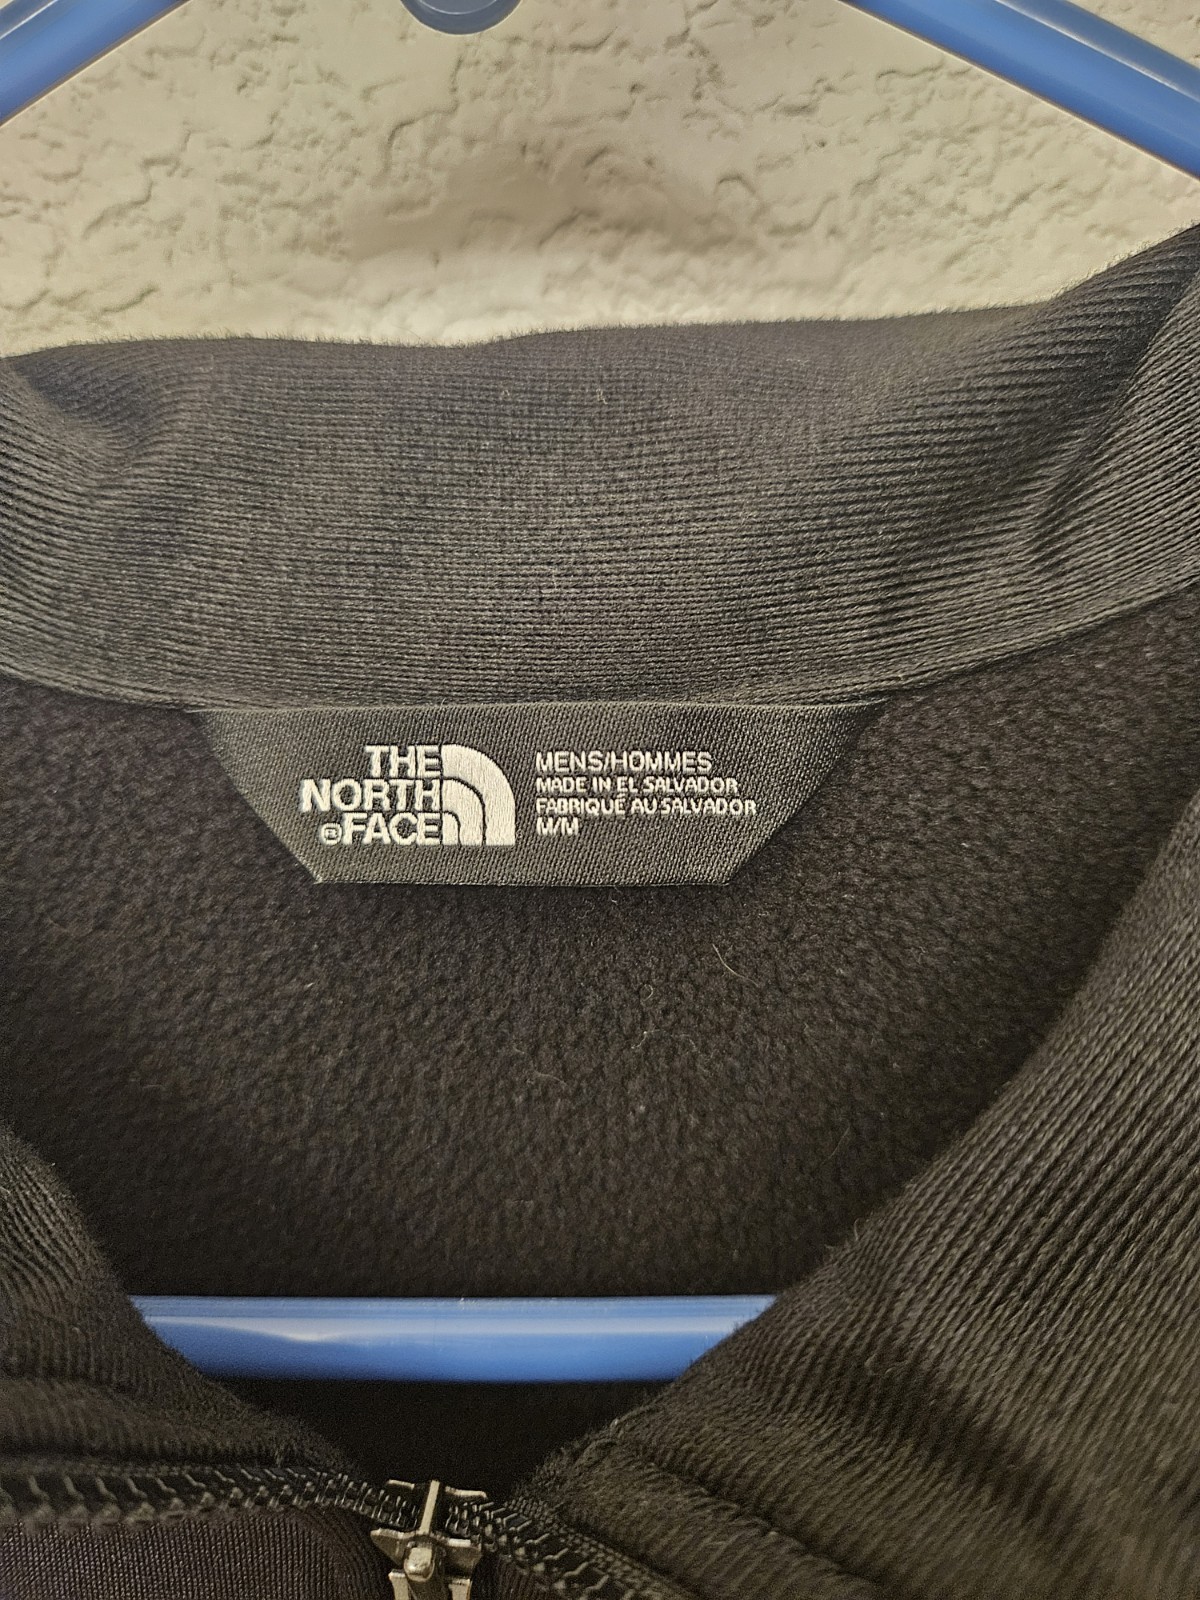 THE
NORTH
®FACE
MENS/HOMMES
MADE IN EL SALVADOR
FABRIQUÉ AU SALVADOR
M/M